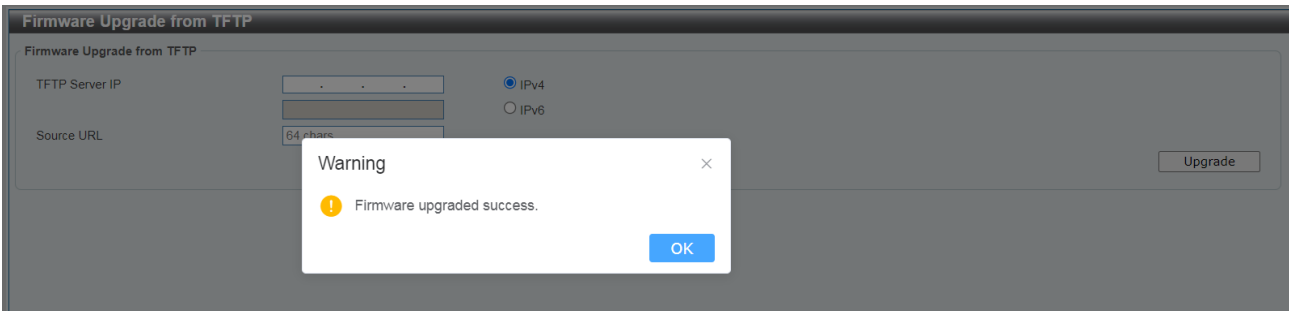 Firmware Upgrade from TFTP
Firmware Upgrade from TFTP
TFTP Server IP . . . IPv4
IPv6
Source URL 64 chars
Warning
Upgrade
Firmware upgraded success.
OK